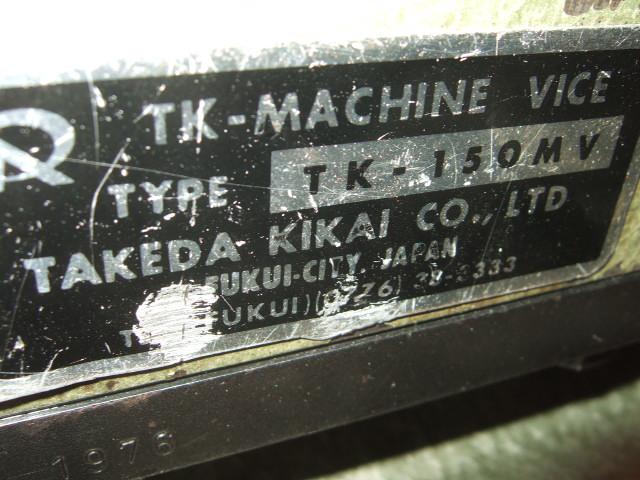 TK-MACHINE VICE
TYPE TK-150MV
TAKEDA KIKAI CO., LTD
FUKUI-CITY, JAPAN
FUKUI) (0776)
1976